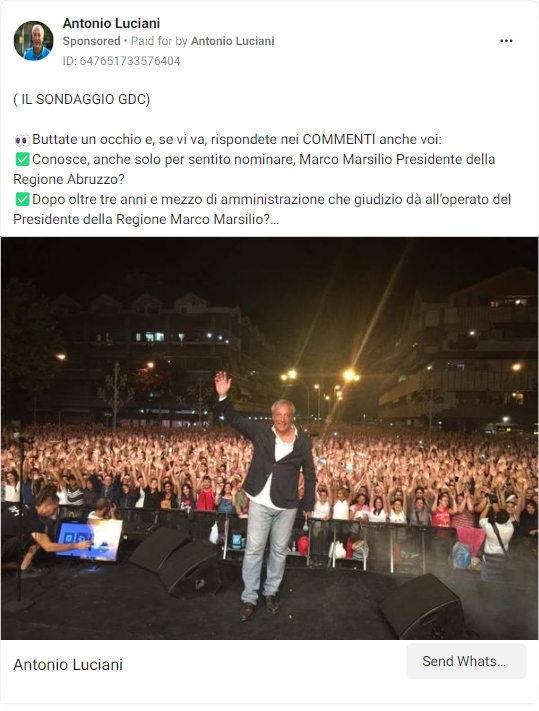 Antonio Luciani
Sponsored • Paid for by Antonio Luciani
ID: 647651733576404
( IL SONDAGGIO GDC)
👀Buttate un occhio e, se vi va, rispondete nei COMMENTI anche voi:
✅Conosce, anche solo per sentito nominare, Marco Marsilio Presidente della
Regione Abruzzo?
✅Dopo oltre tre anni e mezzo di amministrazione che giudizio dà all’operato del
Presidente della Regione Marco Marsilio?...
Antonio Luciani
Send Whats...